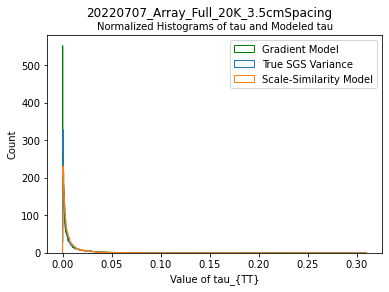 20220707_Array_Full_20K_3.5cmSpacing
Normalized Histograms of tau and Modeled tau
Gradient Model
True SGS Variance
Scale-Similarity Model
Count
500
400
300
200
100
0
0.00 0.05 0.10 0.15 0.20 0.25 0.30
Value of tau_{TT}